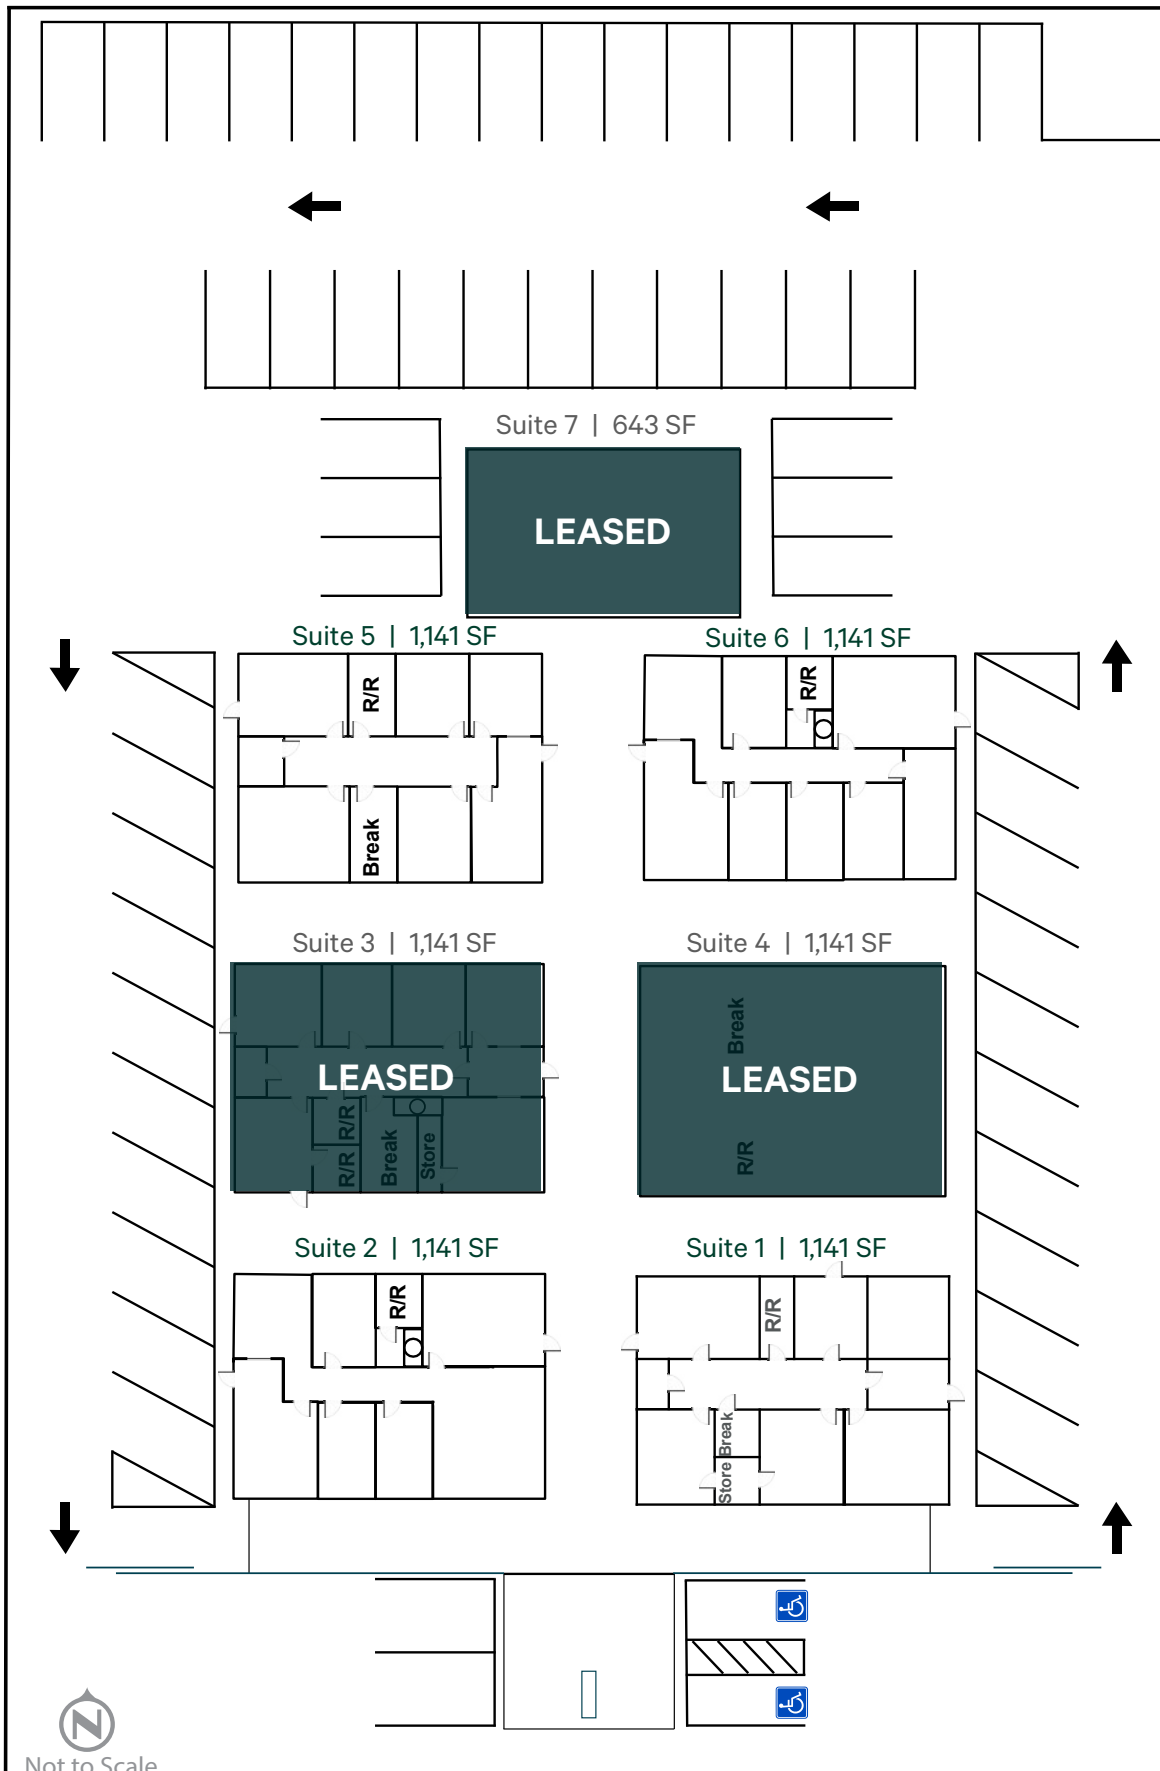 Suite 7 | 643 SF
LEASED
Suite 5 | 1,141 SF
Suite 6 | 1,141 SF
R/R
R/R
Break
Suite 3 | 1,141 SF
Suite 4 | 1,141 SF
Break
LEASED
LEASED
R/R
R/R
Break
Store
R/R
Suite 2 | 1,141 SF
Suite 1 | 1,141 SF
R/R
R/R
Break
Store
N
Not to Scale